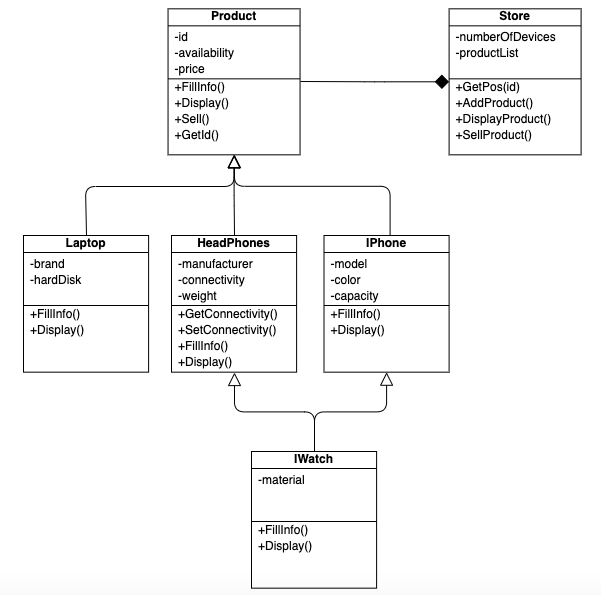 Product
-id
-availability
-price
+FillInfo()
+Display()
+Sell()
+GetId()
Store
-numberOfDevices
-productList
+GetPos(id)
+AddProduct()
+DisplayProduct()
+SellProduct()
Laptop
-brand
-hardDisk
+FillInfo()
+Display()
HeadPhones
-manufacturer
-connectivity
-weight
+GetConnectivity()
+SetConnectivity()
+FillInfo()
+Display()
IPhone
-model
-color
-capacity
+FillInfo()
+Display()
IWatch
-material
+FillInfo()
+Display()